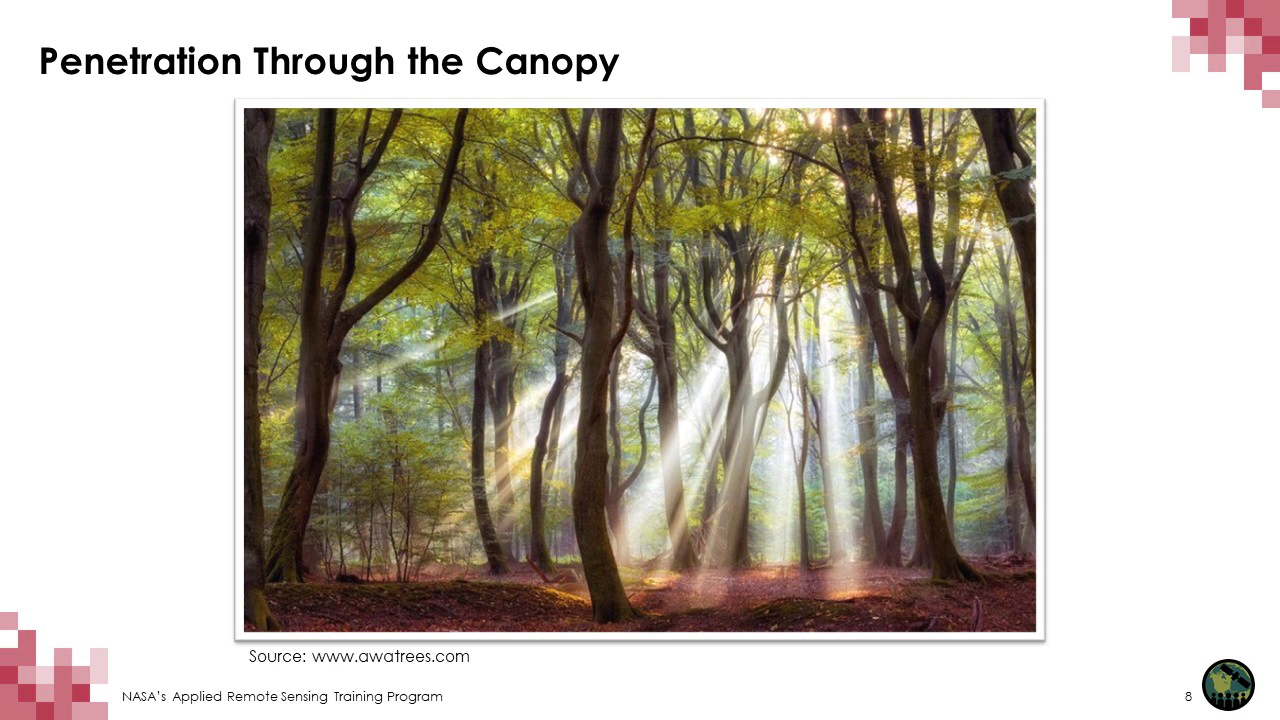 Penetration Through the Canopy
Source: www.awatrees.com
NASA's Applied Remote Sensing Training Program
8